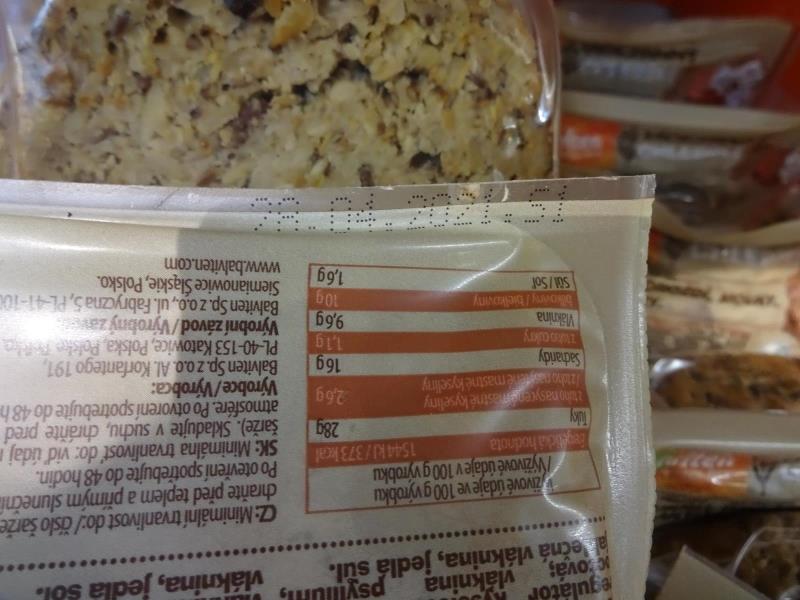 vláknina, jedla sůl.
psyllium,
vláknina
vláknina, jedla soľ.
CZ: Minimální trvanlivost do:/ číslo šarže
chraňte před teplem a přímým
Po otevření spotřebujte do 48 hodin.
SK: Minimálna trvanlivosť do: viď údaj
šarže). Skladujte v suchu, chráňte pred
atmosfére. Po otvorení spotrebujte do 48 h
Výrobce/Výrobca:
Balviten Sp. z o.o. Al. Korfantego 191,
PL-40-153 Katowice, Polska, Polsko
Výrobní závod/Výrobný závod
Balviten Sp. z o.o., ul. Fabryczna 5, PL-41-100
Siemianowice Śląskie, Polsko.
www.balviten.com
Výživové údaje ve 100 g výrobku
/Výživové údaje v 100 g výrobku
Energetická hodnota 1544 kJ/373 kcal
Tuky 28g
z toho nasycené mastné kyseliny
/z toho nasýtené mastné kyseliny 2,6g
Sacharidy 16g
z toho cukry 1,1g
Vláknina 9,6g
bílkoviny/bielkoviny 10g
Sůl/Soľ 1,6g
28.04.2021.S1